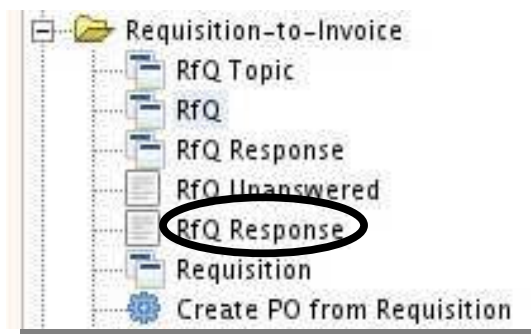 Requisition-to-Invoice
RfQ Topic
RfQ
RfQ Response
RfQ Unanswered
RfQ Response
Requisition
Create PO from Requisition